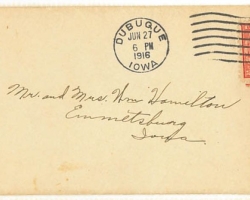 DUBUQUE
JUN 27
6 PM
1916
IOWA
Mr. and Mrs. Wm Hamilton
Emmetsburg
Iowa.